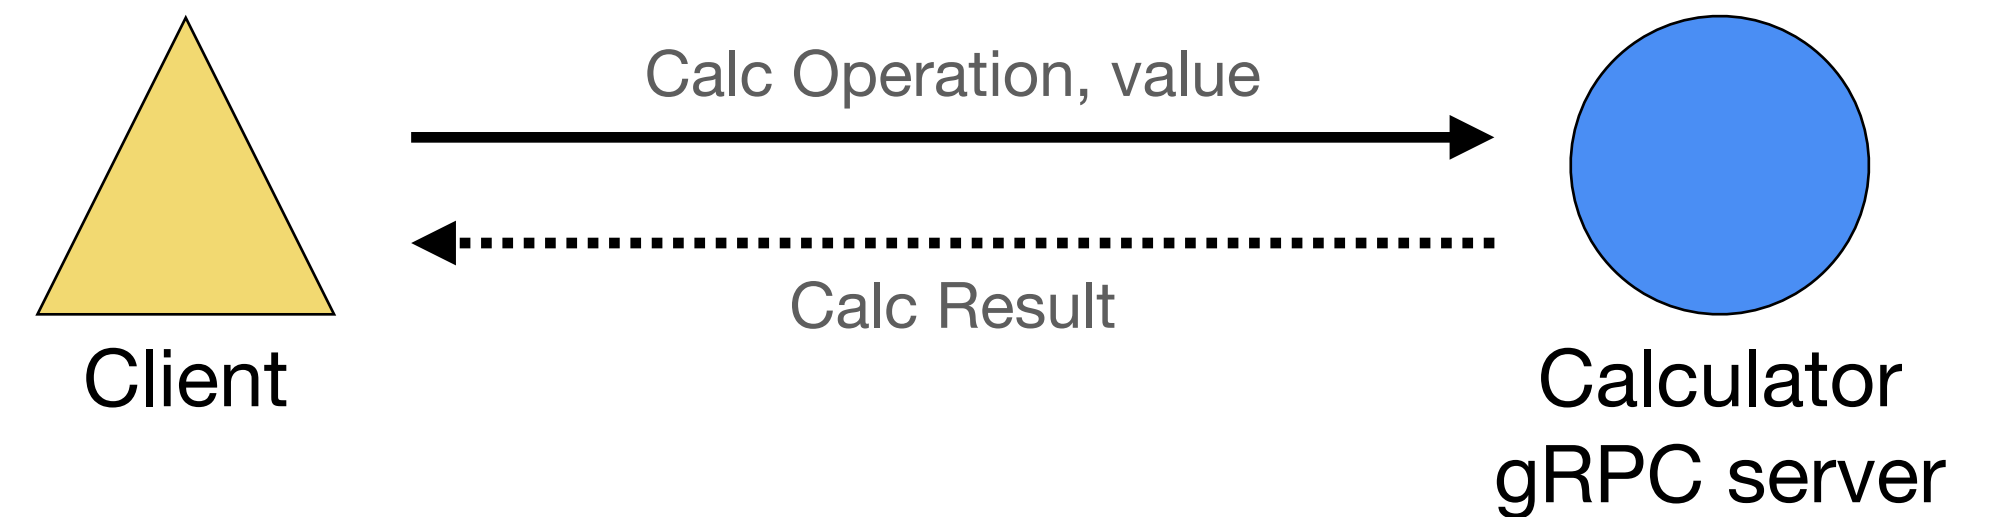 Calc Operation, value
Calc Result
Client
Calculator
gRPC server